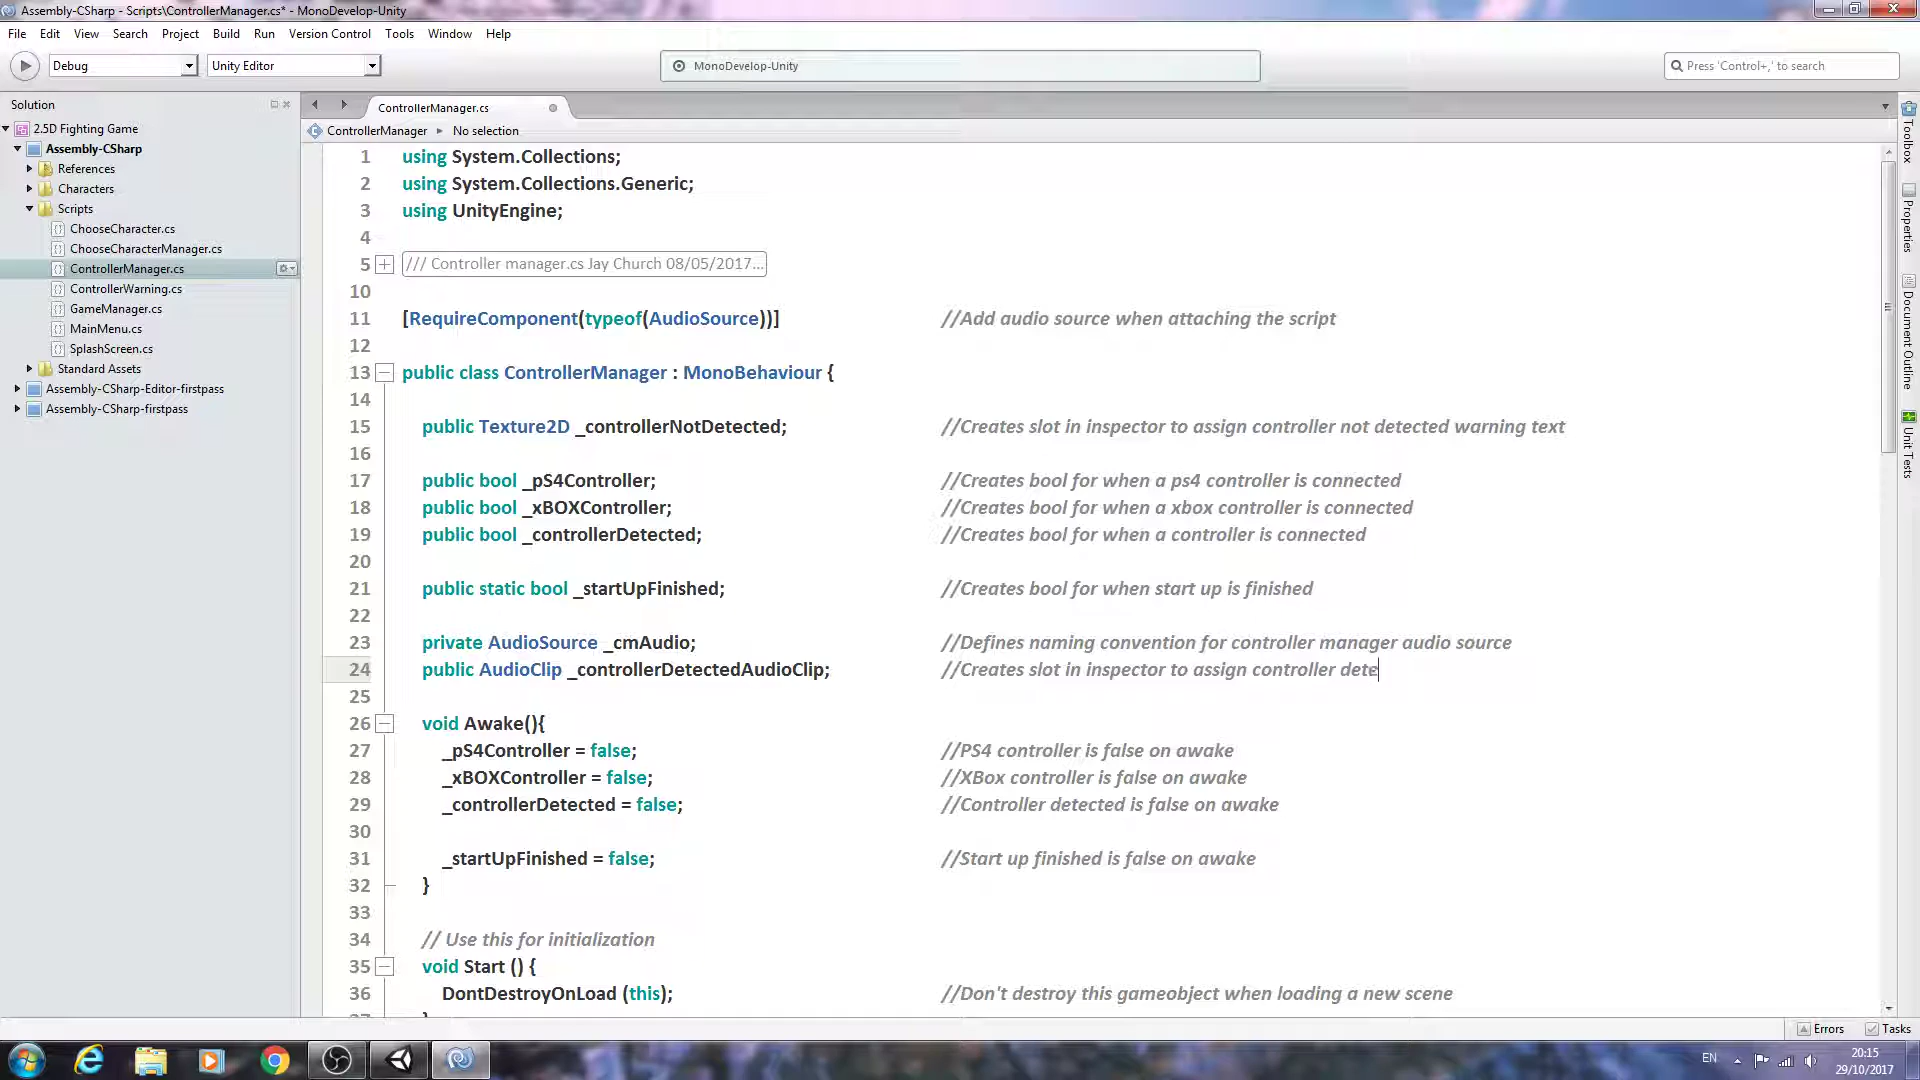 Assembly-CSharp - Scripts\ControllerManager.cs* - MonoDevelop-Unity
File Edit View Search Project Build Run Version Control Tools Window Help
Debug Unity Editor MonoDevelop-Unity Press 'Control+,' to search
Solution
2.5D Fighting Game
Assembly-CSharp
References
Characters
Scripts
ChooseCharacter.cs
ChooseCharacterManager.cs
ControllerManager.cs
ControllerWarning.cs
GameManager.cs
MainMenu.cs
SplashScreen.cs
Standard Assets
Assembly-CSharp-Editor-firstpass
Assembly-CSharp-firstpass
ControllerManager.cs
ControllerManager No selection
1 using System.Collections;
2 using System.Collections.Generic;
3 using UnityEngine;
4
5 /// Controller manager.cs Jay Church 08/05/2017...
10
11 [RequireComponent(typeof(AudioSource))] //Add audio source when attaching the script
12
13 public class ControllerManager : MonoBehaviour {
14
15 public Texture2D _controllerNotDetected; //Creates slot in inspector to assign controller not detected warning text
16
17 public bool _pS4Controller; //Creates bool for when a ps4 controller is connected
18 public bool _xBOXController; //Creates bool for when a xbox controller is connected
19 public bool _controllerDetected; //Creates bool for when a controller is connected
20
21 public static bool _startUpFinished; //Creates bool for when start up is finished
22
23 private AudioSource _cmAudio; //Defines naming convention for controller manager audio source
24 public AudioClip _controllerDetectedAudioClip; //Creates slot in inspector to assign controller dete
25
26 void Awake(){
27 _pS4Controller = false; //PS4 controller is false on awake
28 _xBOXController = false; //XBox controller is false on awake
29 _controllerDetected = false; //Controller detected is false on awake
30
31 _startUpFinished = false; //Start up finished is false on awake
32 }
33
34 // Use this for initialization
35 void Start () {
36 DontDestroyOnLoad (this); //Don't destroy this gameobject when loading a new scene
Toolbox
Properties
Document Outline
Unit Tests
Errors Tasks
EN
20:15
29/10/2017